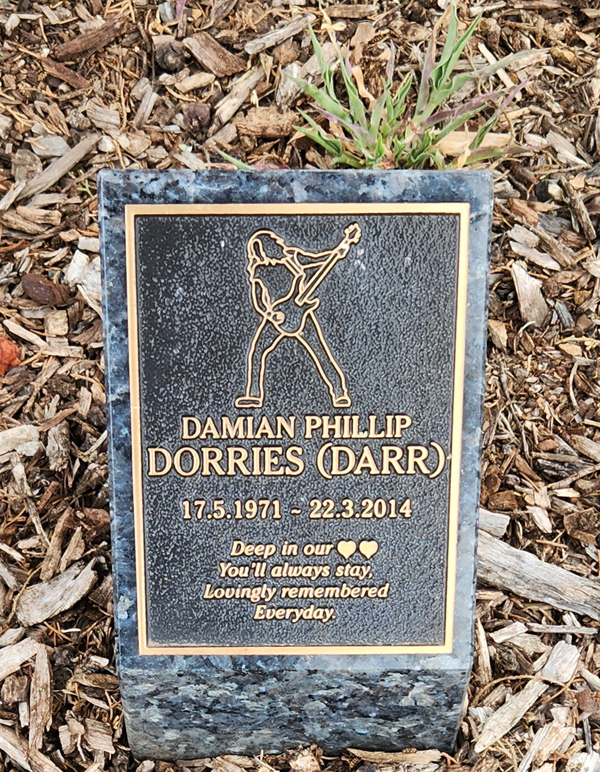 DAMIAN PHILLIP
DORRIES (DARR)
17.5.1971 ~ 22.3.2014
Deep in our ♥♥
You'll always stay,
Lovingly remembered
Everyday.